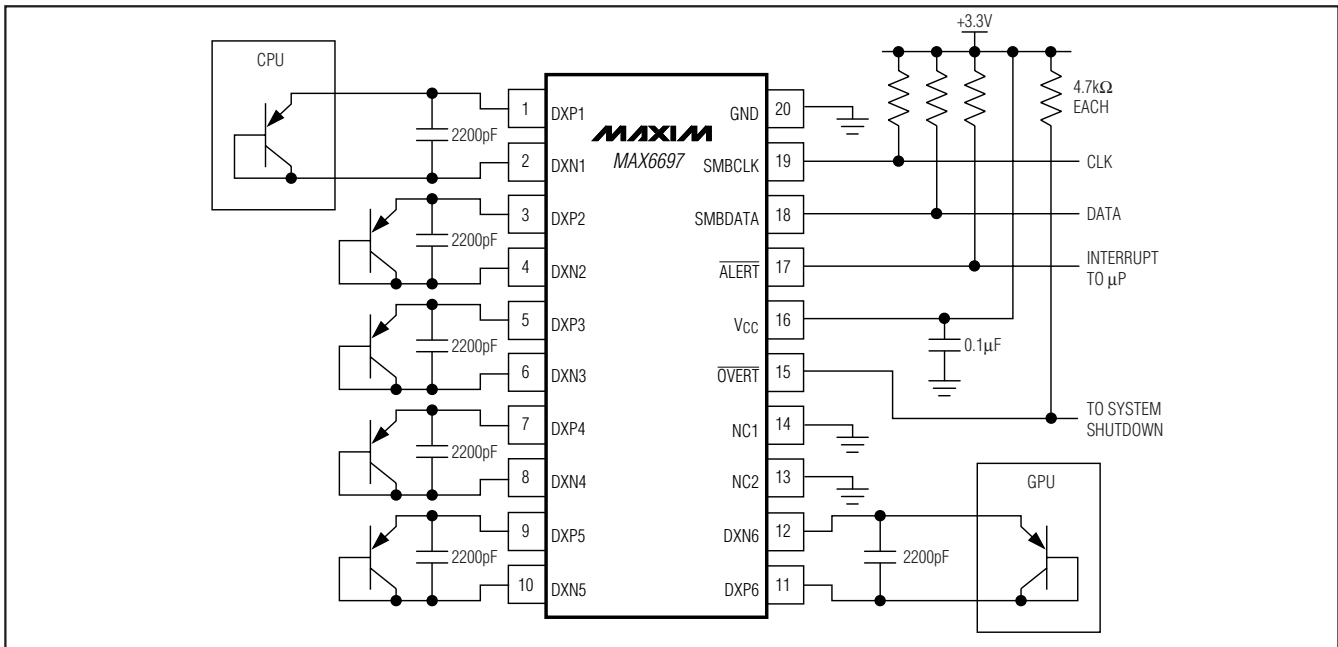 +3.3V
CPU
4.7kΩ
EACH
1
DXP1
GND
20
2200pF
MAXIM
MAX6697
2
DXN1
SMBCLK
19
CLK
3
DXP2
SMBDATA
18
DATA
2200pF
4
DXN2
ALERT
17
INTERRUPT
TO µP
5
DXP3
VCC
16
2200pF
0.1µF
6
DXN3
OVERT
15
7
DXP4
NC1
14
TO SYSTEM
SHUTDOWN
2200pF
8
DXN4
NC2
13
GPU
9
DXP5
DXN6
12
2200pF
2200pF
10
DXN5
DXP6
11